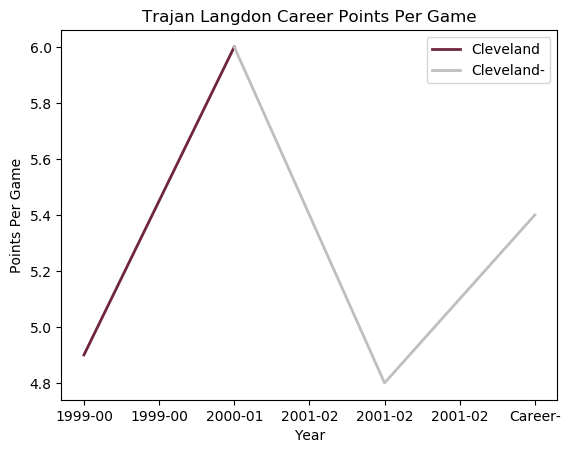 Trajan Langdon Career Points Per Game
Cleveland
Cleveland-
Points Per Game
6.0
5.8
5.6
5.4
5.2
5.0
4.8
1999-00 1999-00 2000-01 2001-02 2001-02 2001-02 Career-
Year